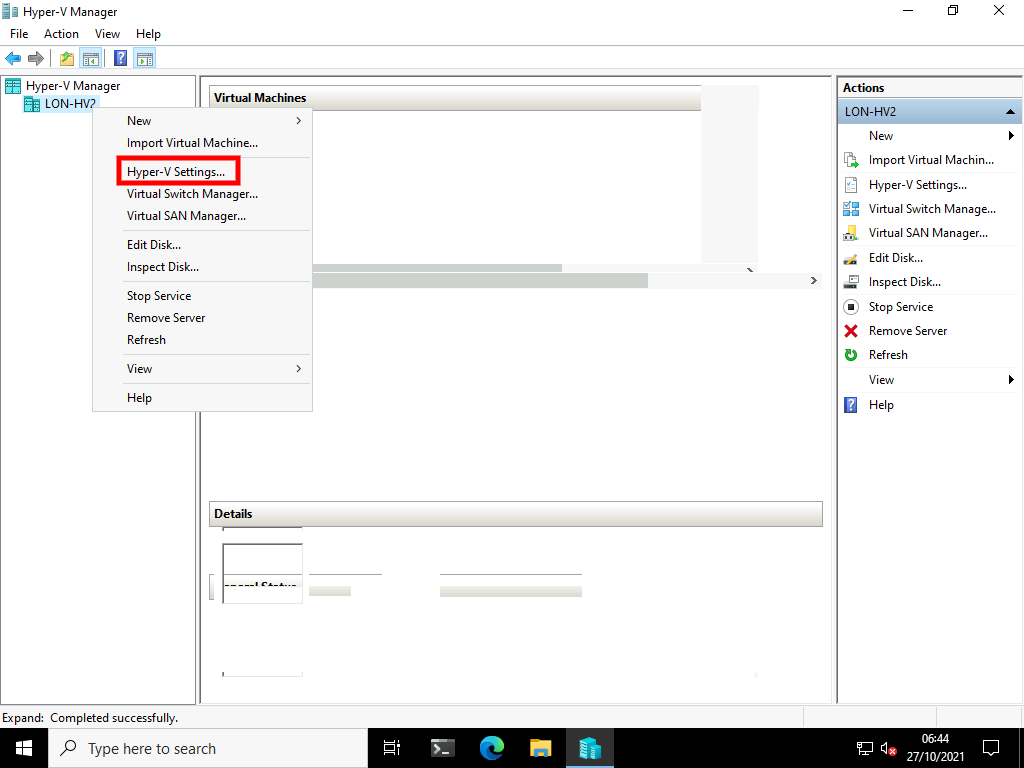 Hyper-V Manager
File Action View Help
Hyper-V Manager
LON-HV2
New
Import Virtual Machine...
Hyper-V Settings...
Virtual Switch Manager...
Virtual SAN Manager...
Edit Disk...
Inspect Disk...
Stop Service
Remove Server
Refresh
View
Help
Virtual Machines
Details
Actions
LON-HV2
New
Import Virtual Machin...
Hyper-V Settings...
Virtual Switch Manage...
Virtual SAN Manager...
Edit Disk...
Inspect Disk...
Stop Service
Remove Server
Refresh
View
Help
Expand: Completed successfully.
Type here to search
06:44
27/10/2021